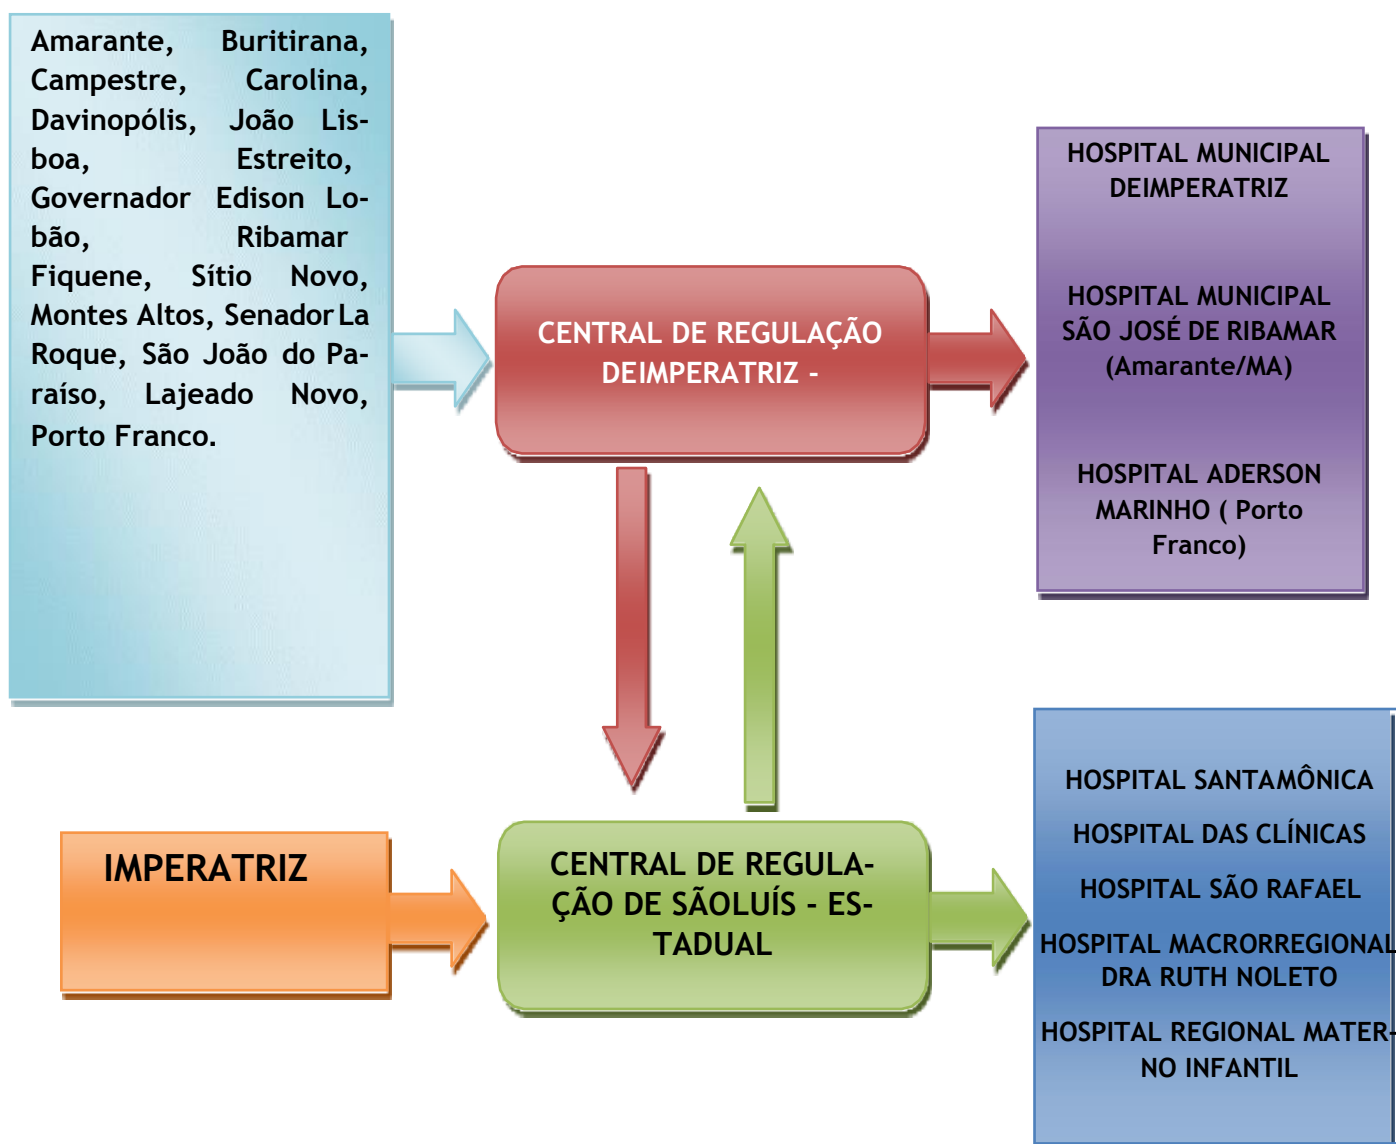 Amarante, Buritirana,
Campestre, Carolina,
Davinopólis, João Lis-
boa, Estreito,
Governador Edison Lo-
bão, Ribamar
Fiquene, Sítio Novo,
Montes Altos, Senador La
Roque, São João do Pa-
raíso, Lajeado Novo,
Porto Franco.
CENTRAL DE REGULAÇÃO
DEIMPERATRIZ -
HOSPITAL MUNICIPAL
DEIMPERATRIZ
HOSPITAL MUNICIPAL
SÃO JOSÉ DE RIBAMAR
(Amarante/MA)
HOSPITAL ADERSON
MARINHO ( Porto
Franco)
IMPERATRIZ
CENTRAL DE REGULA-
ÇÃO DE SÃOLUÍS - ES-
TADUAL
HOSPITAL SANTAMÔNICA
HOSPITAL DAS CLÍNICAS
HOSPITAL SÃO RAFAEL
HOSPITAL MACRORREGIONAL
DRA RUTH NOLETO
HOSPITAL REGIONAL MATER-
NO INFANTIL